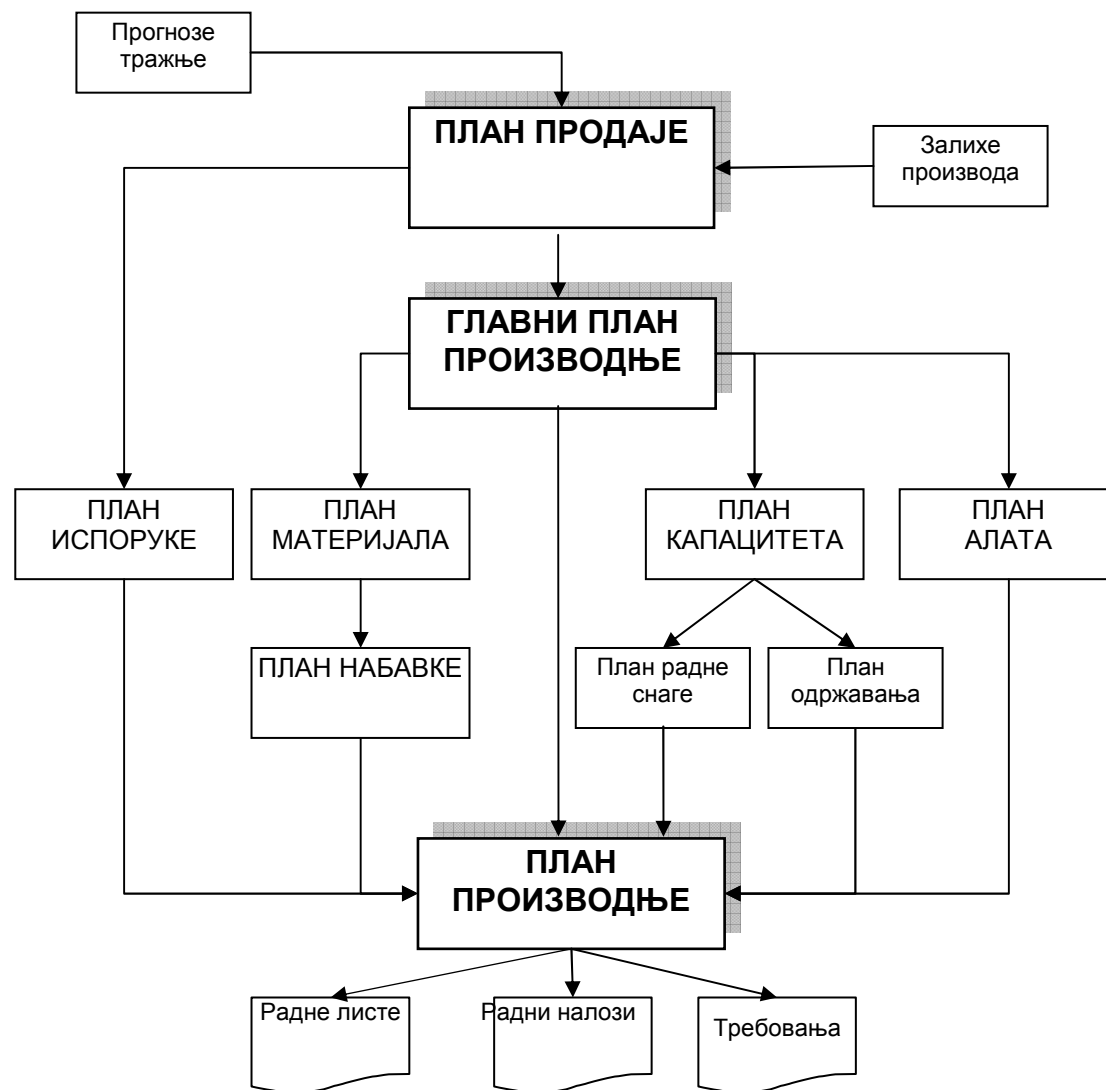 Прогнозе
тражње
ПЛАН ПРОДАЈЕ
Залихе
производа
ГЛАВНИ ПЛАН
ПРОИЗВОДЊЕ
ПЛАН
ИСПОРУКЕ
ПЛАН
МАТЕРИЈАЛА
ПЛАН
КАПАЦИТЕТА
ПЛАН
АЛАТА
ПЛАН НАБАВКЕ
План радне
снаге
План
одржавања
ПЛАН
ПРОИЗВОДЊЕ
Радне листе
Радни налози
Требовања